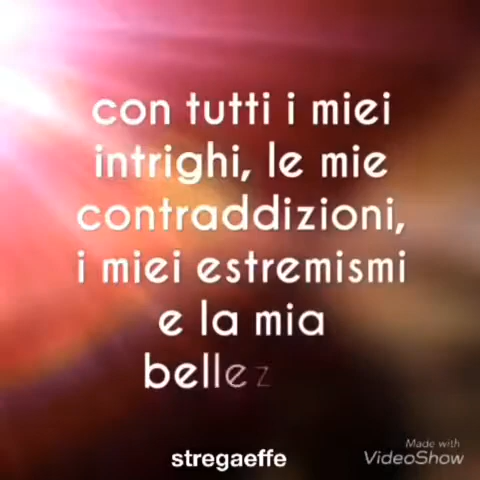 con tutti i miei
intrighi, le mie
contraddizioni,
i miei estremismi
e la mia
bellez
stregaeffe
Made with
VideoShow